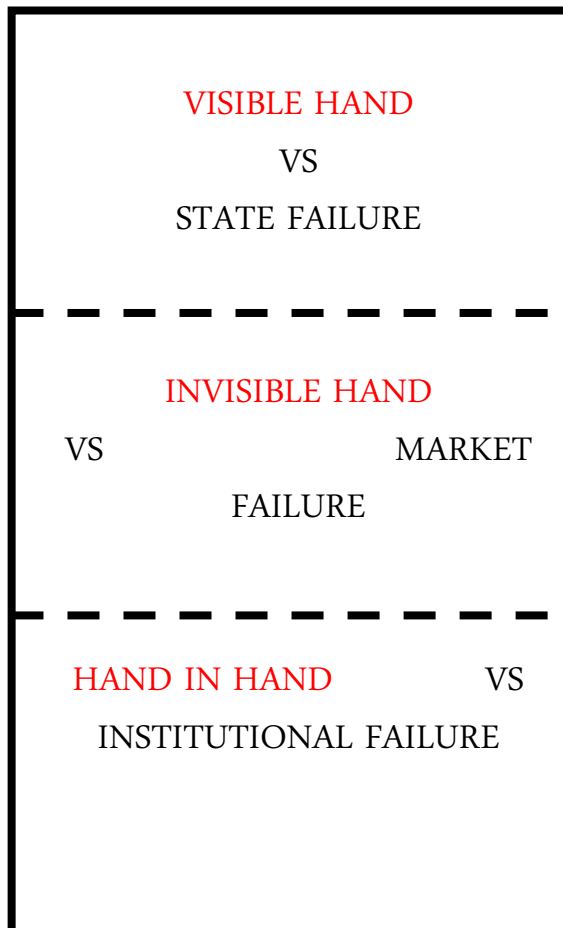 VISIBLE HAND
VS
STATE FAILURE
INVISIBLE HAND
VS MARKET
FAILURE
HAND IN HAND VS
INSTITUTIONAL FAILURE